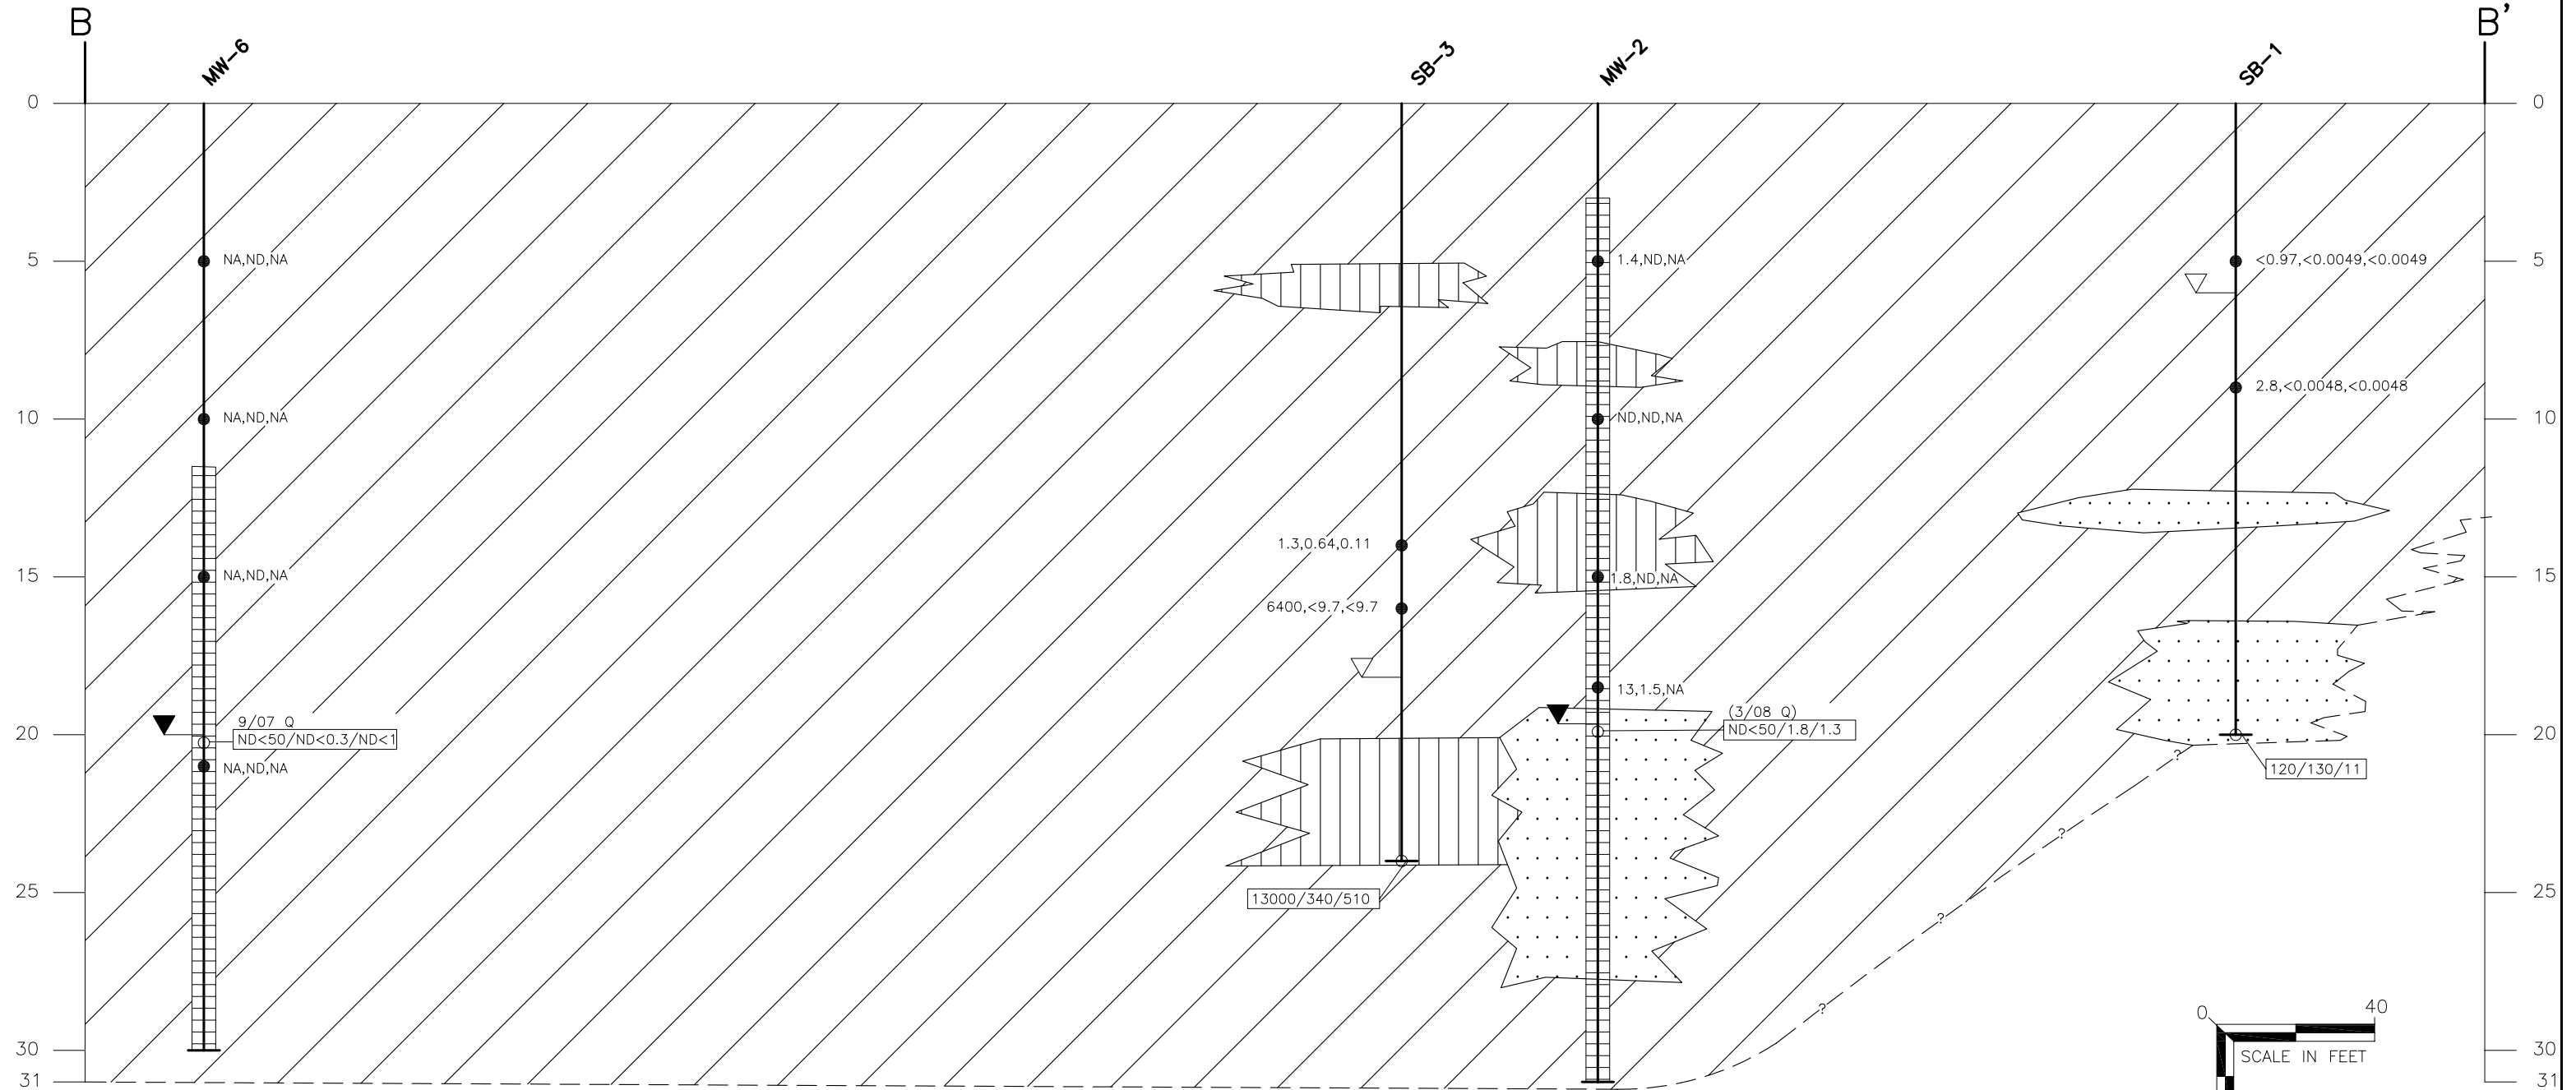 B
B'
MW-6
SB-3
MW-2
SB-1
0
0
5
NA,ND,NA
1.4,ND,NA
<0.97,<0.0049,<0.0049
5
2.8,<0.0048,<0.0048
10
NA,ND,NA
ND,ND,NA
10
1.3,0.64,0.11
15
NA,ND,NA
1.8,ND,NA
15
6400,<9.7,<9.7
13,1.5,NA
9/07 Q
(3/08 Q)
20
ND<50/ND<0.3/ND<1
ND<50/1.8/1.3
20
?
NA,ND,NA
120/130/11
?
25
13000/340/510
25
?
?
0
40
30
SCALE IN FEET
30
31
31